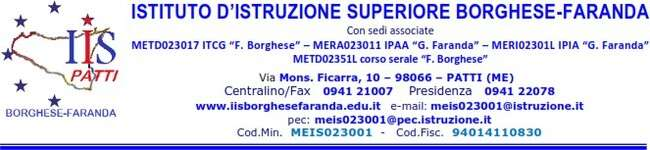 IIS
PATTI
BORGHESE-FARANDA
ISTITUTO D'ISTRUZIONE SUPERIORE BORGHESE-FARANDA
Con sedi associate
METD023017 ITCG "F. Borghese" – MERA023011 IPAA "G. Faranda" – MERI02301L IPIA "G. Faranda"
METD02351L corso serale "F. Borghese"
Via Mons. Ficarra, 10 – 98066 – PATTI (ME)
Centralino/Fax 0941 21007 Presidenza 0941 22078
www.iisborghesefaranda.edu.it e-mail: meis023001@istruzione.it
pec: meis023001@pec.istruzione.it
Cod.Min. MEIS023001 - Cod.Fisc. 94014110830